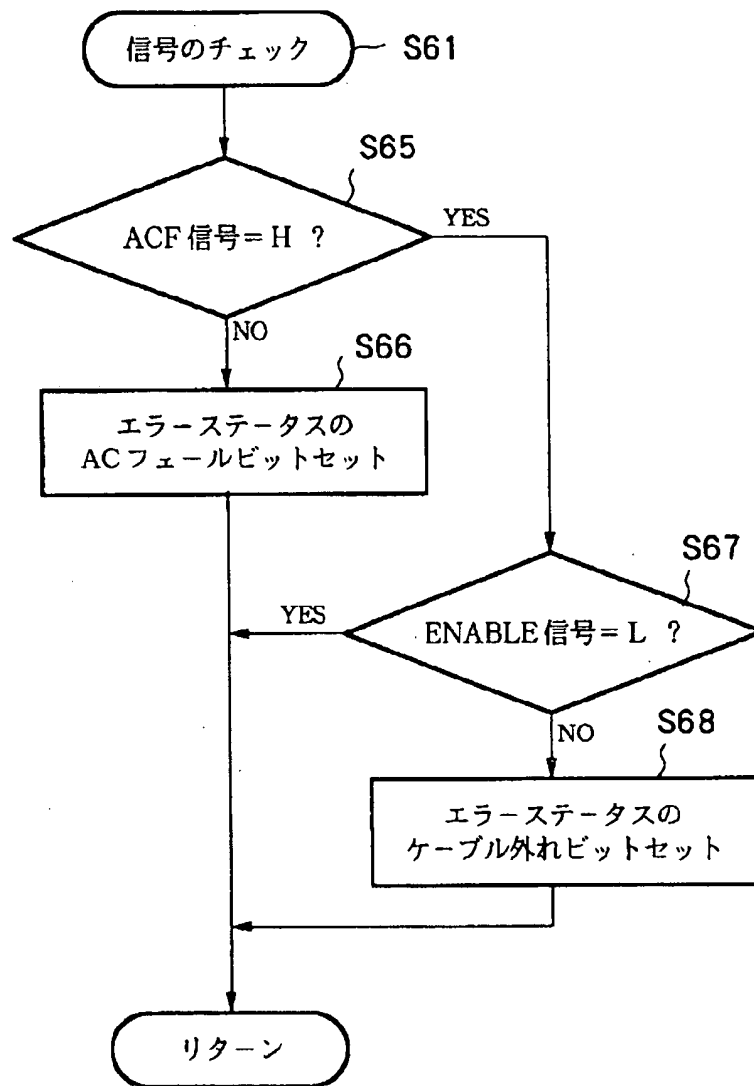 信号のチェック
S61
S65
ACF信号=H ?
YES
NO
S66
エラーステータスの
ACフェールビットセット
S67
YES
ENABLE信号=L ?
NO
S68
エラーステータスの
ケーブル外れビットセット
リターン